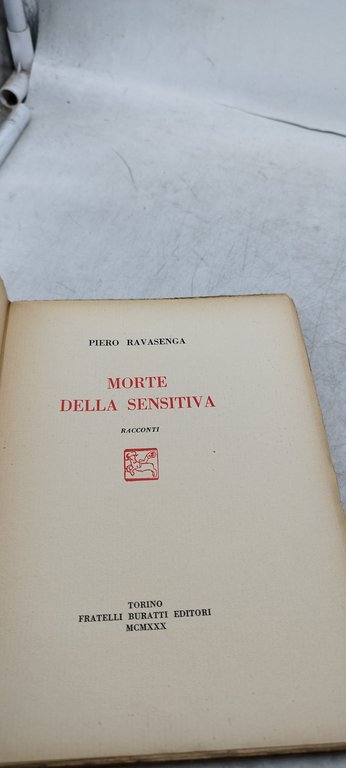 PIERO RAVASENGA
MORTE
DELLA SENSITIVA
RACCONTI
TORINO
FRATELLI BURATTI EDITORI
MCMXXX